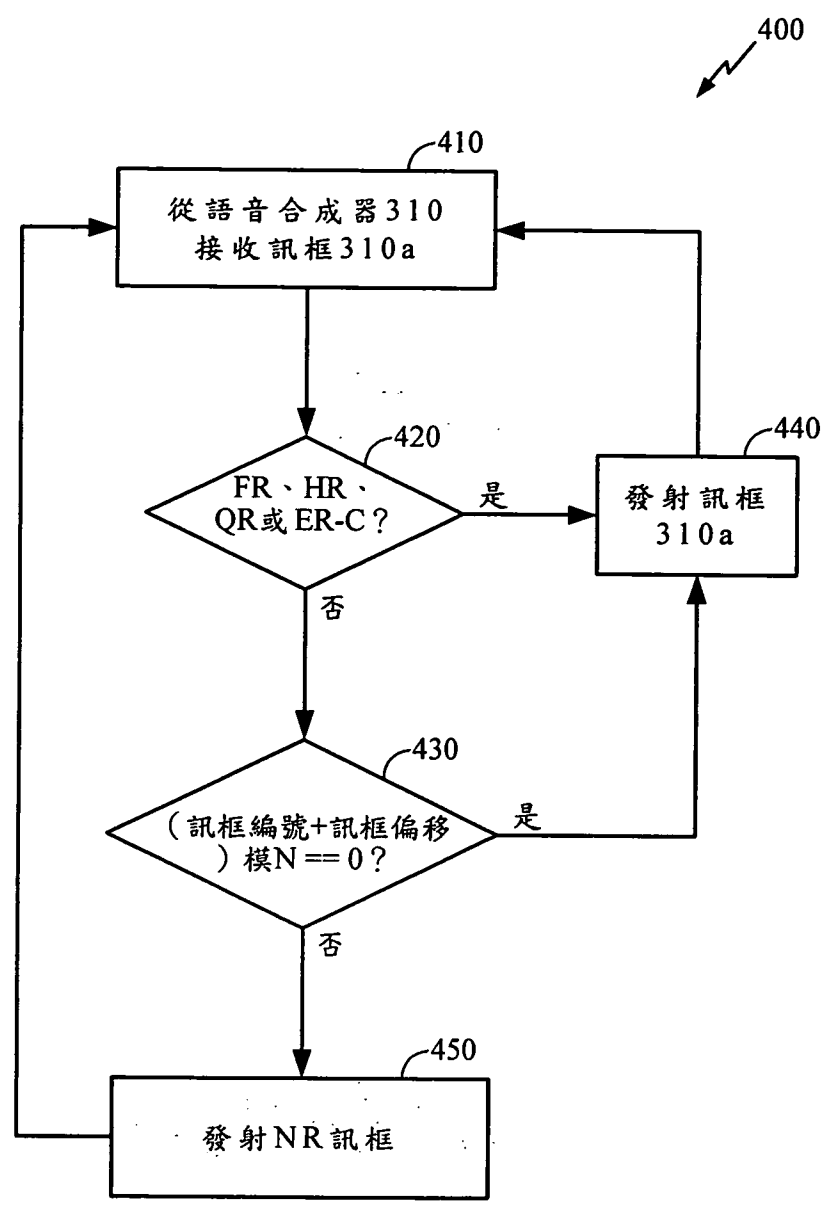 400
410
從語音合成器310
接收訊框310a
420
FR、HR、
QR或ER-C？
是
440
發射訊框
310a
否
430
（訊框編號+訊框偏移
）模N == 0？
是
否
450
發射NR訊框